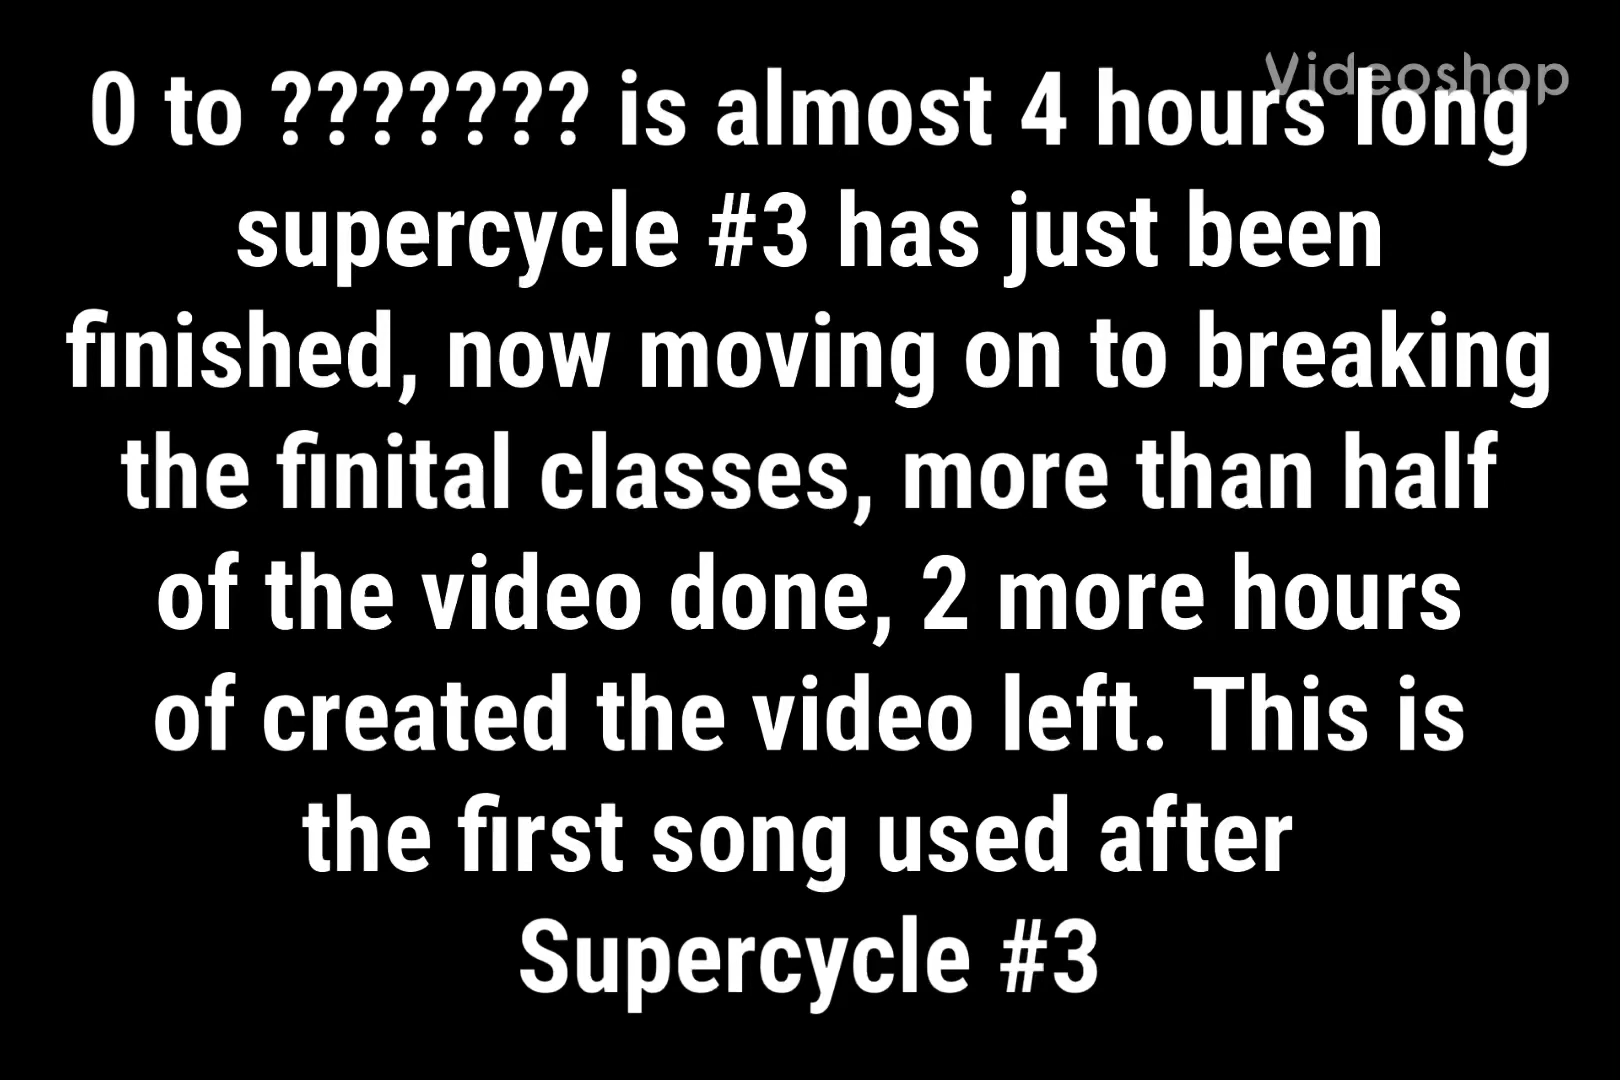 Videoshop
0 to ??????? is almost 4 hours long
supercycle #3 has just been
finished, now moving on to breaking
the finital classes, more than half
of the video done, 2 more hours
of created the video left. This is
the first song used after
Supercycle #3